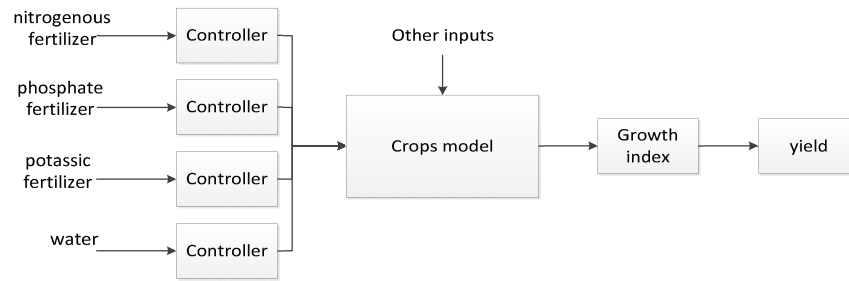 nitrogenous
fertilizer
Controller
Other inputs
phosphate
fertilizer
Controller
Crops model
Growth
index
yield
potassic
fertilizer
Controller
water
Controller